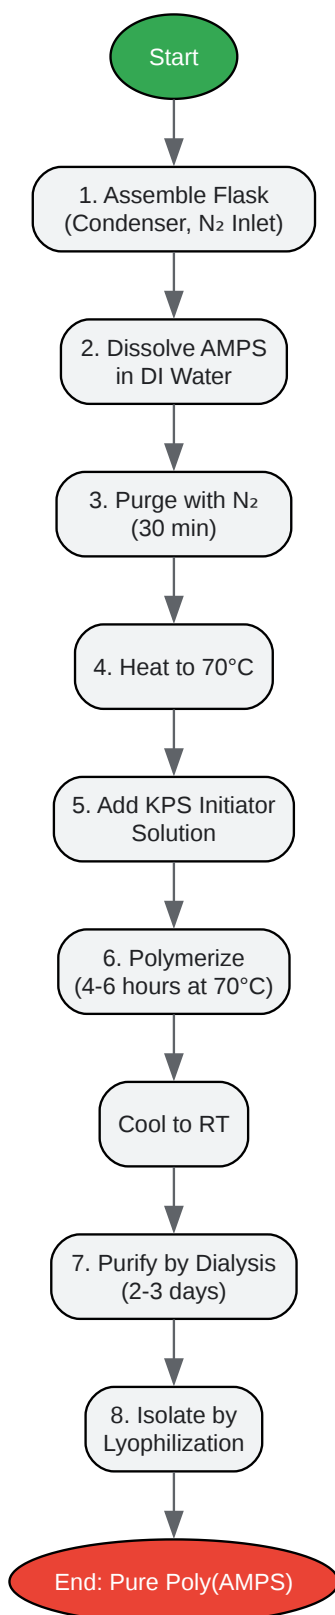 Start
1. Assemble Flask
(Condenser, N₂ Inlet)
2. Dissolve AMPS
in DI Water
3. Purge with N₂
(30 min)
4. Heat to 70°C
5. Add KPS Initiator
Solution
6. Polymerize
(4-6 hours at 70°C)
Cool to RT
7. Purify by Dialysis
(2-3 days)
8. Isolate by
Lyophilization
End: Pure Poly(AMPS)